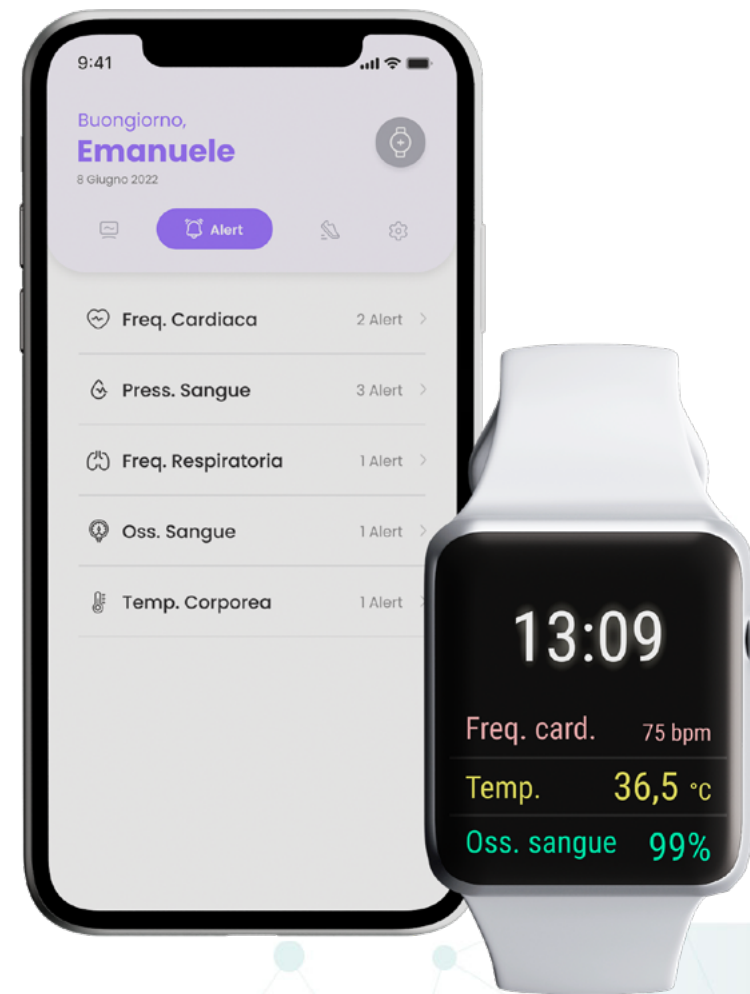 9:41
Buongiorno,
Emanuele
8 Giugno 2022
Alert
Freq. Cardiaca 2 Alert
Press. Sangue 3 Alert
Freq. Respiratoria 1 Alert
Oss. Sangue 1 Alert
Temp. Corporea 1 Alert
13:09
Freq. card. 75 bpm
Temp. 36,5 °C
Oss. sangue 99%